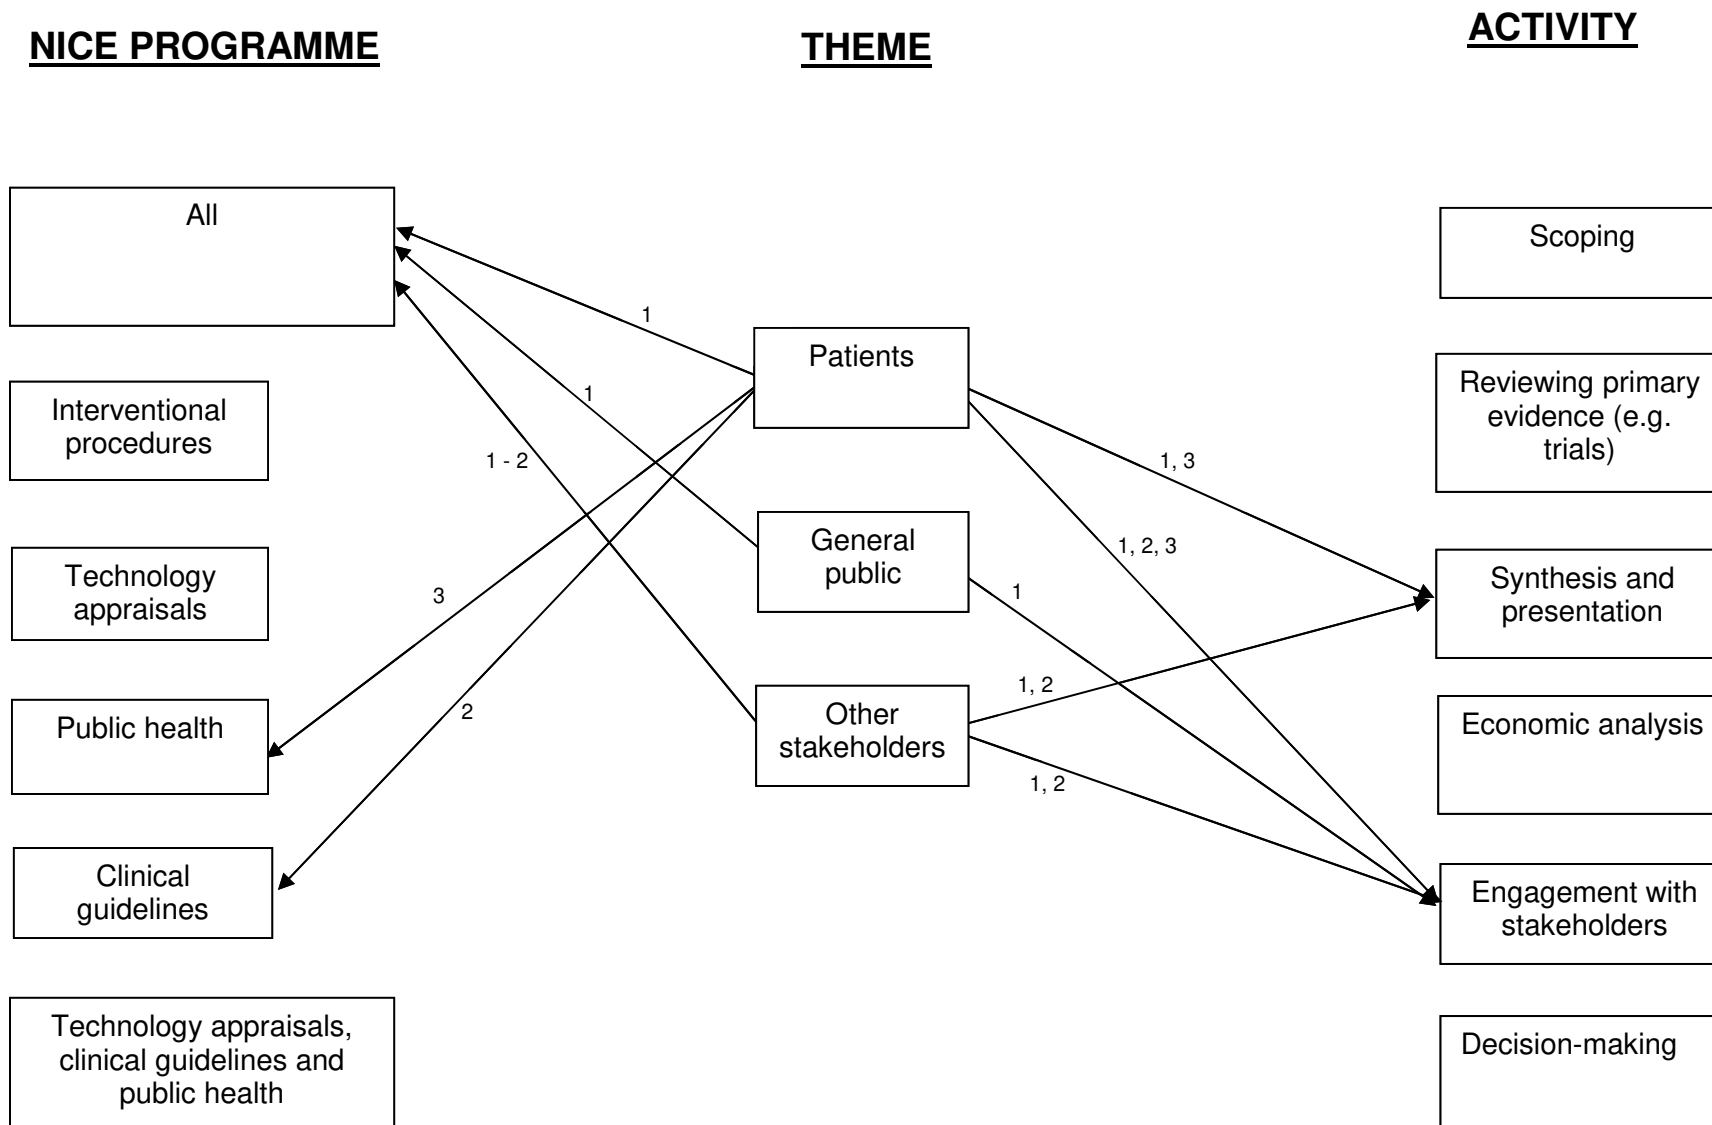 NICE PROGRAMME
THEME
ACTIVITY
All
Interventional
procedures
Technology
appraisals
Public health
Clinical
guidelines
Technology appraisals,
clinical guidelines and
public health
1
1
1 - 2
3
2
Patients
General
public
Other
stakeholders
1, 3
1, 2, 3
1
1, 2
1, 2
Scoping
Reviewing primary
evidence (e.g.
trials)
Synthesis and
presentation
Economic analysis
Engagement with
stakeholders
Decision-making